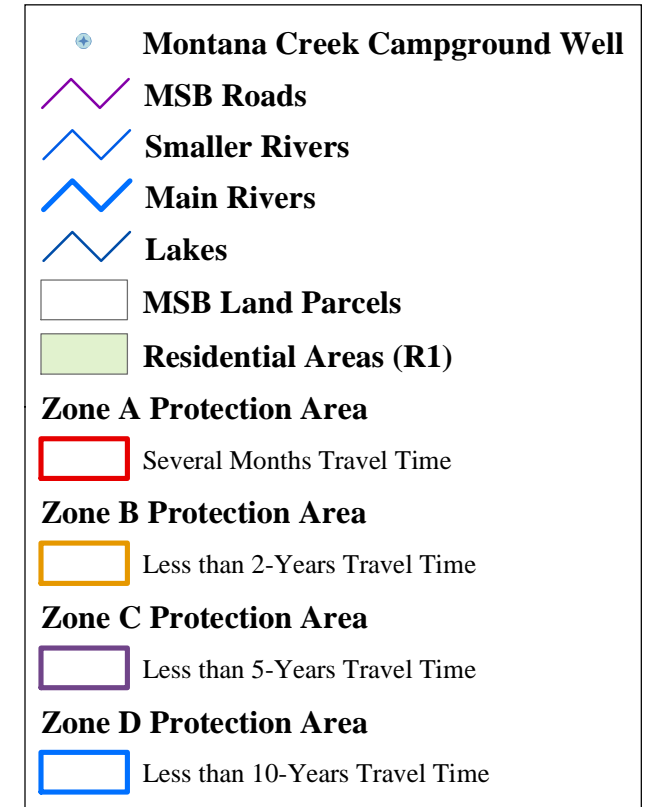 Montana Creek Campground Well
MSB Roads
Smaller Rivers
Main Rivers
Lakes
MSB Land Parcels
Residential Areas (R1)
Zone A Protection Area
Several Months Travel Time
Zone B Protection Area
Less than 2-Years Travel Time
Zone C Protection Area
Less than 5-Years Travel Time
Zone D Protection Area
Less than 10-Years Travel Time